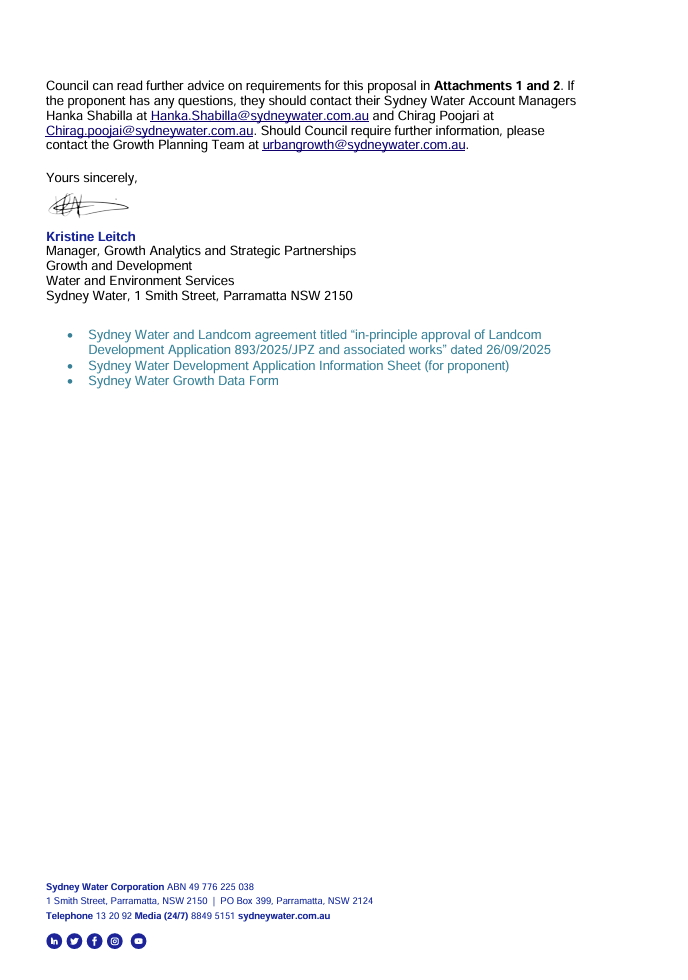 Council can read further advice on requirements for this proposal in Attachments 1 and 2. If
the proponent has any questions, they should contact their Sydney Water Account Managers
Hanka Shabilla at Hanka.Shabilla@sydneywater.com.au and Chirag Poojari at
Chirag.poojai@sydneywater.com.au. Should Council require further information, please
contact the Growth Planning Team at urbangrowth@sydneywater.com.au.
Yours sincerely,
Kristine Leitch
Manager, Growth Analytics and Strategic Partnerships
Growth and Development
Water and Environment Services
Sydney Water, 1 Smith Street, Parramatta NSW 2150
• Sydney Water and Landcom agreement titled “in-principle approval of Landcom
Development Application 893/2025/JPZ and associated works” dated 26/09/2025
• Sydney Water Development Application Information Sheet (for proponent)
• Sydney Water Growth Data Form
Sydney Water Corporation ABN 49 776 225 038
1 Smith Street, Parramatta, NSW 2150 | PO Box 399, Parramatta, NSW 2124
Telephone 13 20 92 Media (24/7) 8849 5151 sydneywater.com.au